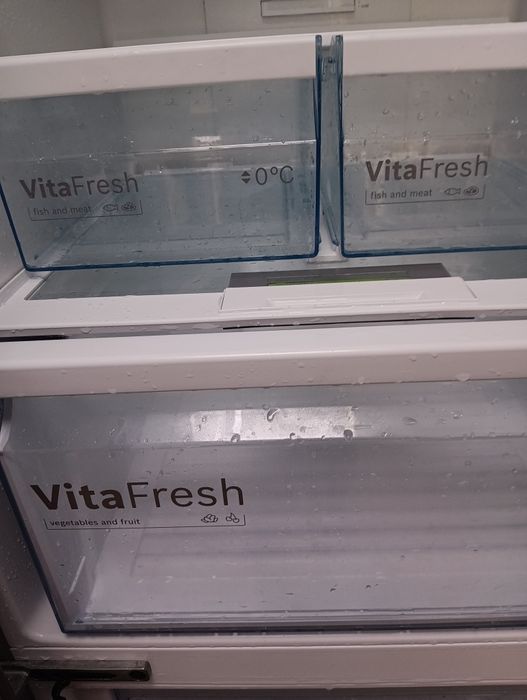 VitaFresh
fish and meat
0°C
VitaFresh
fish and meat
VitaFresh
vegetables and fruit